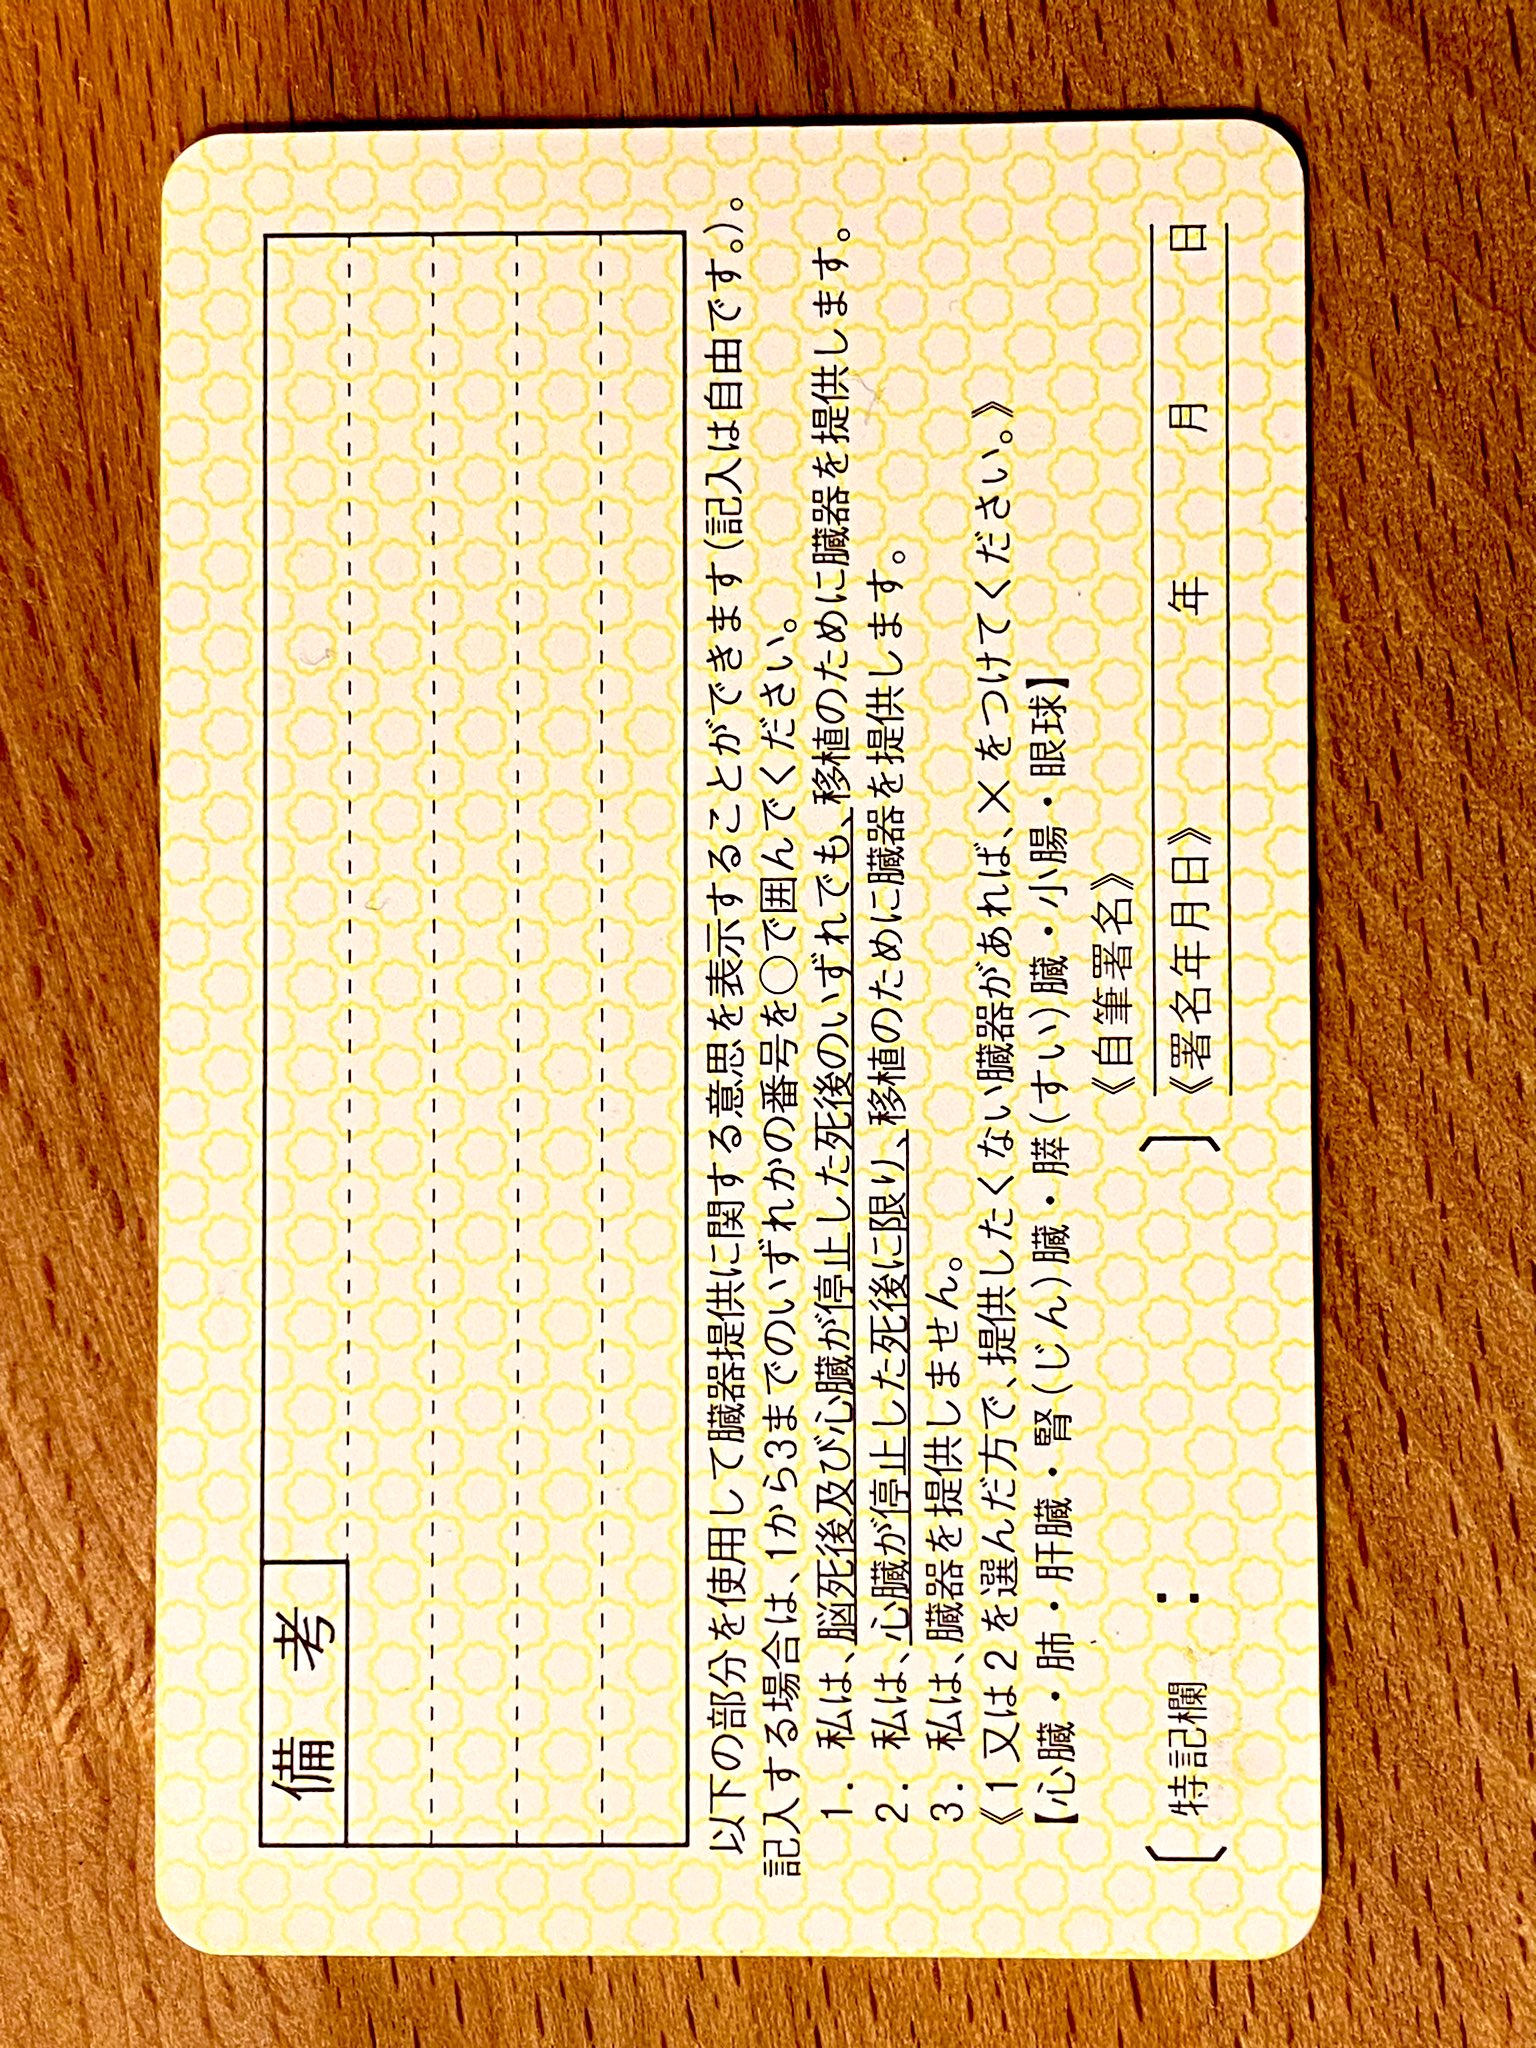 備考
以下の部分を使用して臓器提供に関する意思を表示することができます(記入は自由です。)。
記入する場合は、1から3までのいずれかの番号を○で囲んでください。
1. 私は、脳死後及び心臓が停止した死後のいずれでも、移植のために臓器を提供します。
2. 私は、心臓が停止した死後に限り、移植のために臓器を提供します。
3. 私は、臓器を提供しません。
《1又は2を選んだ方で、提供したくない臓器があれば、×をつけてください。》
【心臓・肺・肝臓・腎(じん)臓・膵(すい)臓・小腸・眼球】
〔特記欄:〕
《自筆署名》
《署名年月日》 年 月 日